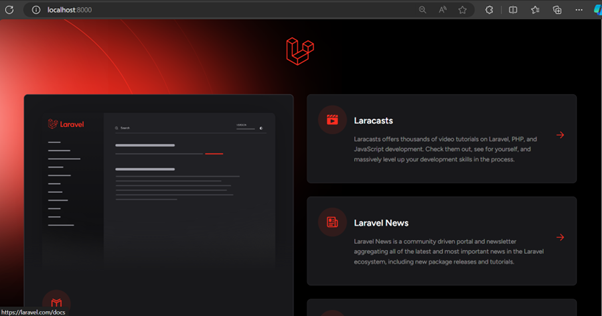 localhost:8000
Laravel
Search
Laracasts
Laracasts offers thousands of video tutorials on Laravel, PHP, and
JavaScript development. Check them out, see for yourself, and
massively level up your development skills in the process.
Laravel News
Laravel News is a community driven portal and newsletter
aggregating all of the latest and most important news in the Laravel
ecosystem, including new package releases and tutorials.
https://laravel.com/docs